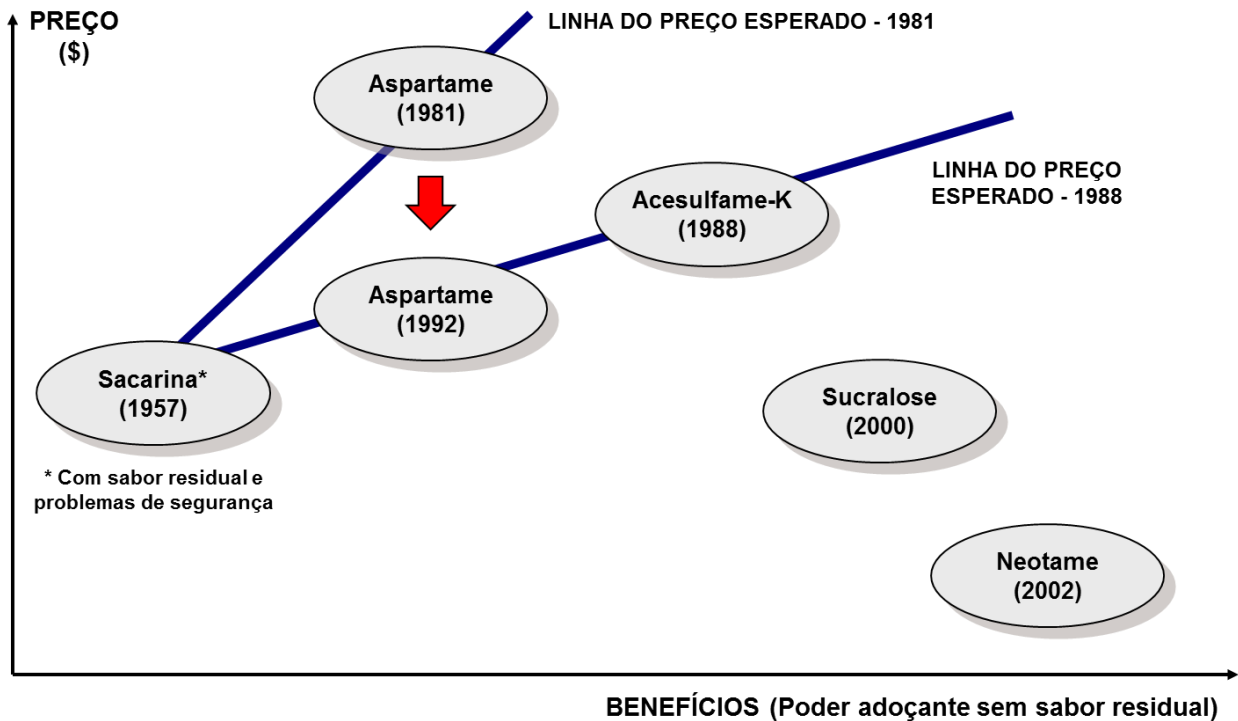 PREÇO
($)
LINHA DO PREÇO ESPERADO - 1981
Aspartame
(1981)
LINHA DO PREÇO
ESPERADO - 1988
Acesulfame-K
(1988)
Aspartame
(1992)
Sacarina*
(1957)
Sucralose
(2000)
* Com sabor residual e
problemas de segurança
Neotame
(2002)
BENEFÍCIOS (Poder adoçante sem sabor residual)